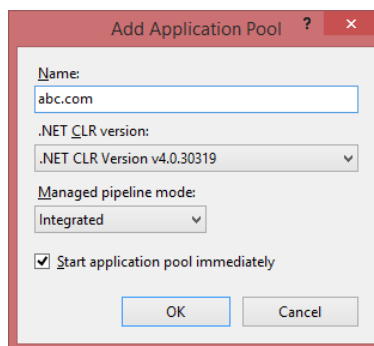 Add Application Pool ? ×
Name:
abc.com
.NET CLR version:
.NET CLR Version v4.0.30319
Managed pipeline mode:
Integrated
Start application pool immediately
OK Cancel